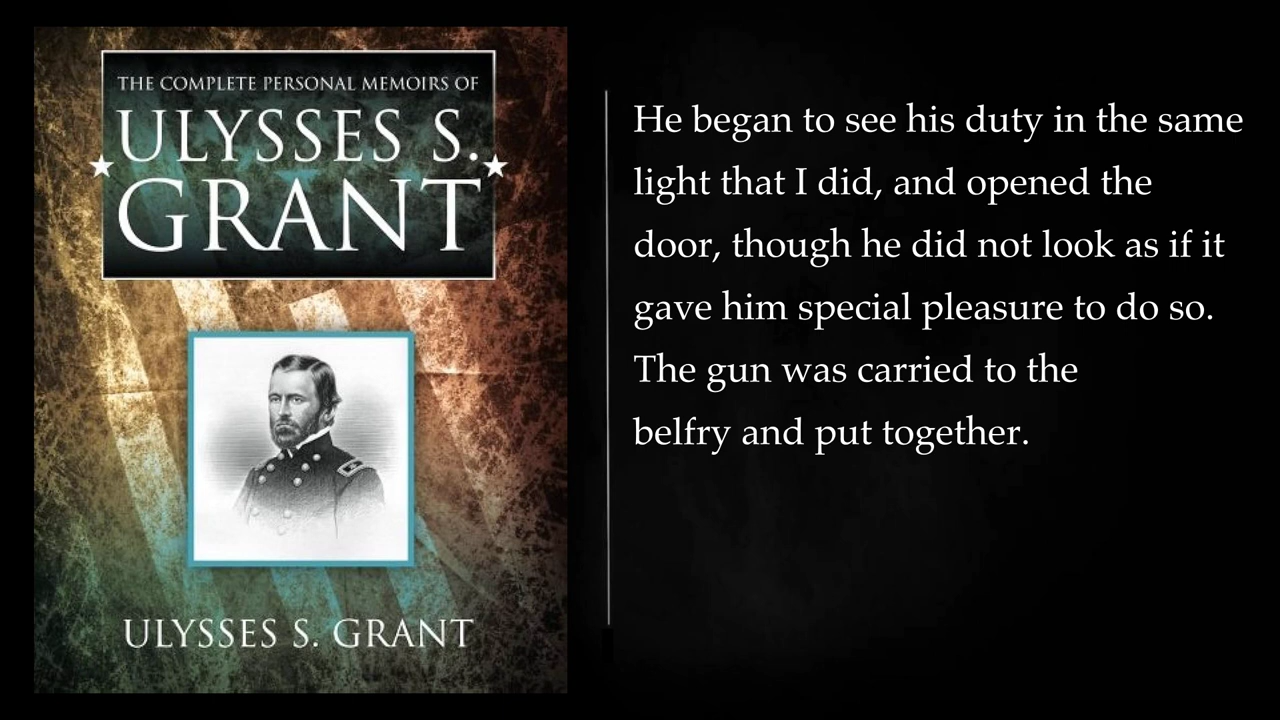 THE COMPLETE PERSONAL MEMOIRS OF
ULYSSES S.
GRANT
ULYSSES S. GRANT
He began to see his duty in the same
light that I did, and opened the
door, though he did not look as if it
gave him special pleasure to do so.
The gun was carried to the
belfry and put together.